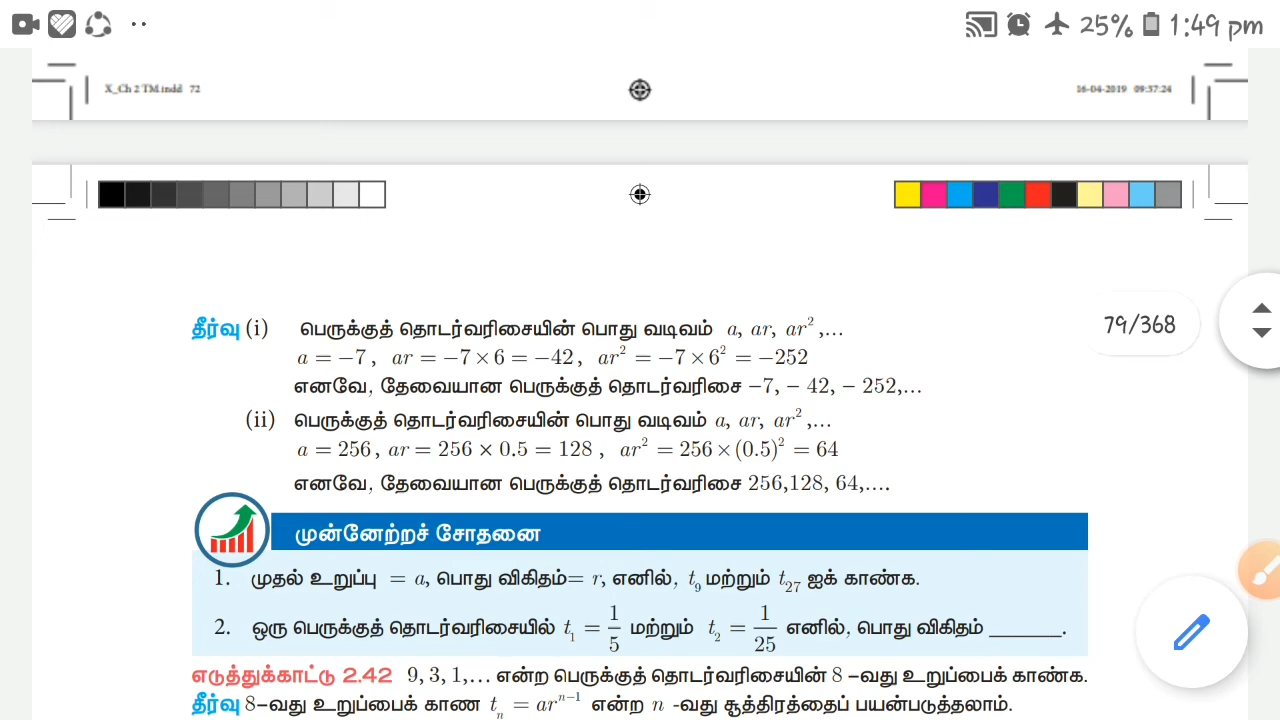 25% 1:49 pm
X_Ch 2 TM.indd 72 16-04-2019 09:37:24
தீர்வு (i) பெருக்குத் தொடர்வரிசையின் பொது வடிவம் a, ar, ar²,...
79/368
a = −7, ar = −7 × 6 = −42, ar² = −7 × 6² = −252
எனவே, தேவையான பெருக்குத் தொடர்வரிசை −7, − 42, − 252,...
(ii) பெருக்குத் தொடர்வரிசையின் பொது வடிவம் a, ar, ar²,...
a = 256, ar = 256 × 0.5 = 128, ar² = 256 × (0.5)² = 64
எனவே, தேவையான பெருக்குத் தொடர்வரிசை 256,128, 64,....
முன்னேற்றச் சோதனை
1. முதல் உறுப்பு = a, பொது விகிதம்= r, எனில், t₉ மற்றும் t₂₇ ஐக் காண்க.
2. ஒரு பெருக்குத் தொடர்வரிசையில் t₁ = 1/5 மற்றும் t₂ = 1/25 எனில், பொது விகிதம் ______.
எடுத்துக்காட்டு 2.42 9, 3, 1,... என்ற பெருக்குத் தொடர்வரிசையின் 8 –வது உறுப்பைக் காண்க.
தீர்வு 8–வது உறுப்பைக் காண tₙ = arⁿ⁻¹ என்ற n -வது சூத்திரத்தைப் பயன்படுத்தலாம்.